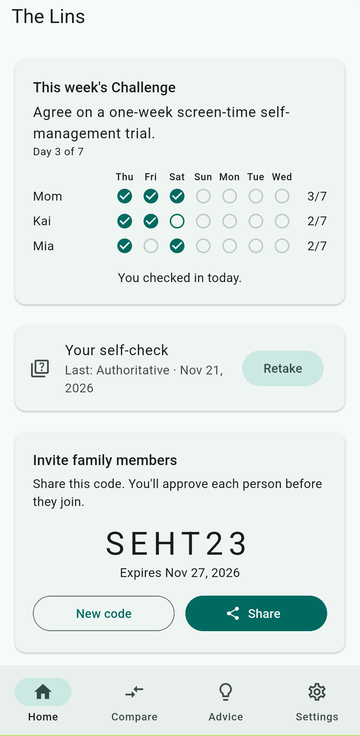 The Lins
This week's Challenge
Agree on a one-week screen-time self-
management trial.
Day 3 of 7
Thu Fri Sat Sun Mon Tue Wed
Mom 3/7
Kai 2/7
Mia 2/7
You checked in today.
Your self-check
Last: Authoritative · Nov 21,
2026
Retake
Invite family members
Share this code. You'll approve each person before
they join.
SEHT23
Expires Nov 27, 2026
New code Share
Home Compare Advice Settings